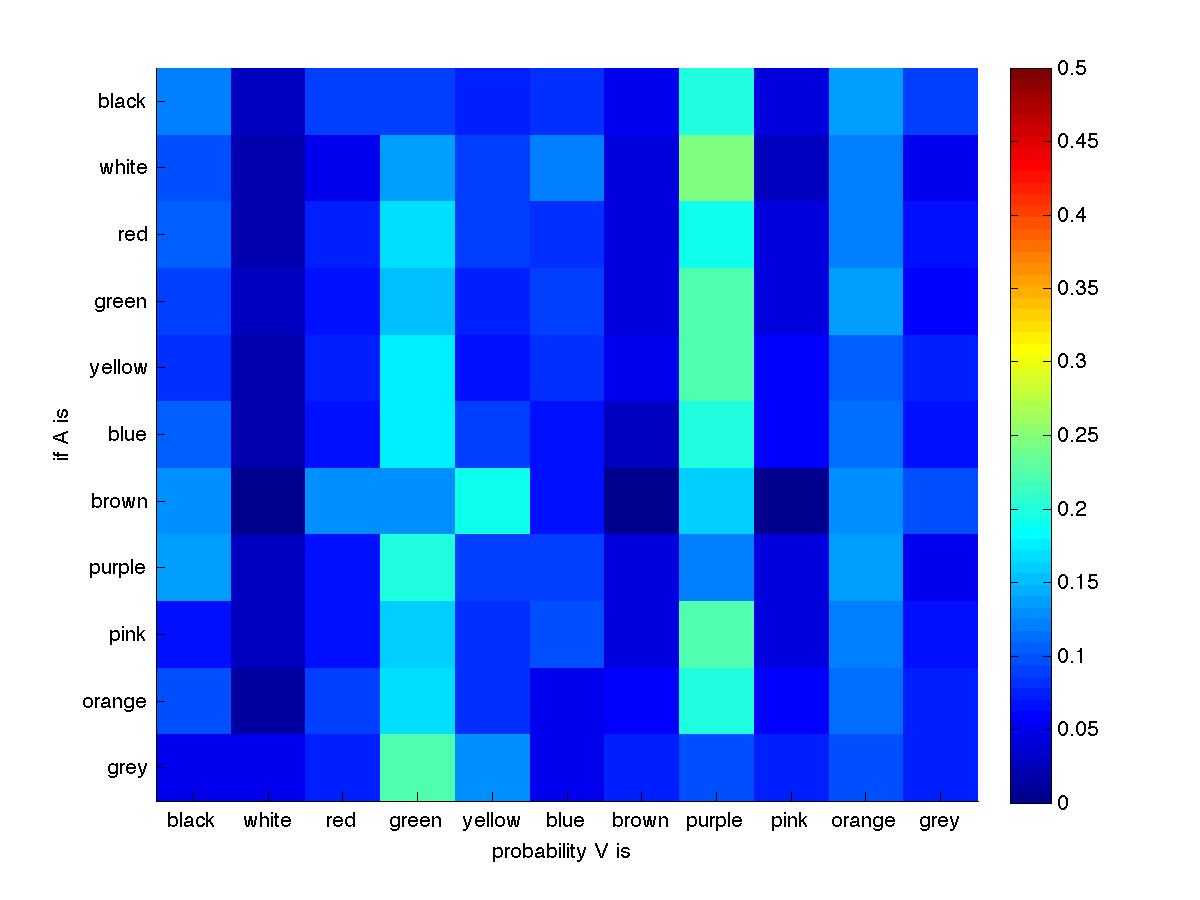 black
white
red
green
yellow
blue
brown
purple
pink
orange
grey
if A is
black white red green yellow blue brown purple pink orange grey
probability V is
0.5
0.45
0.4
0.35
0.3
0.25
0.2
0.15
0.1
0.05
0